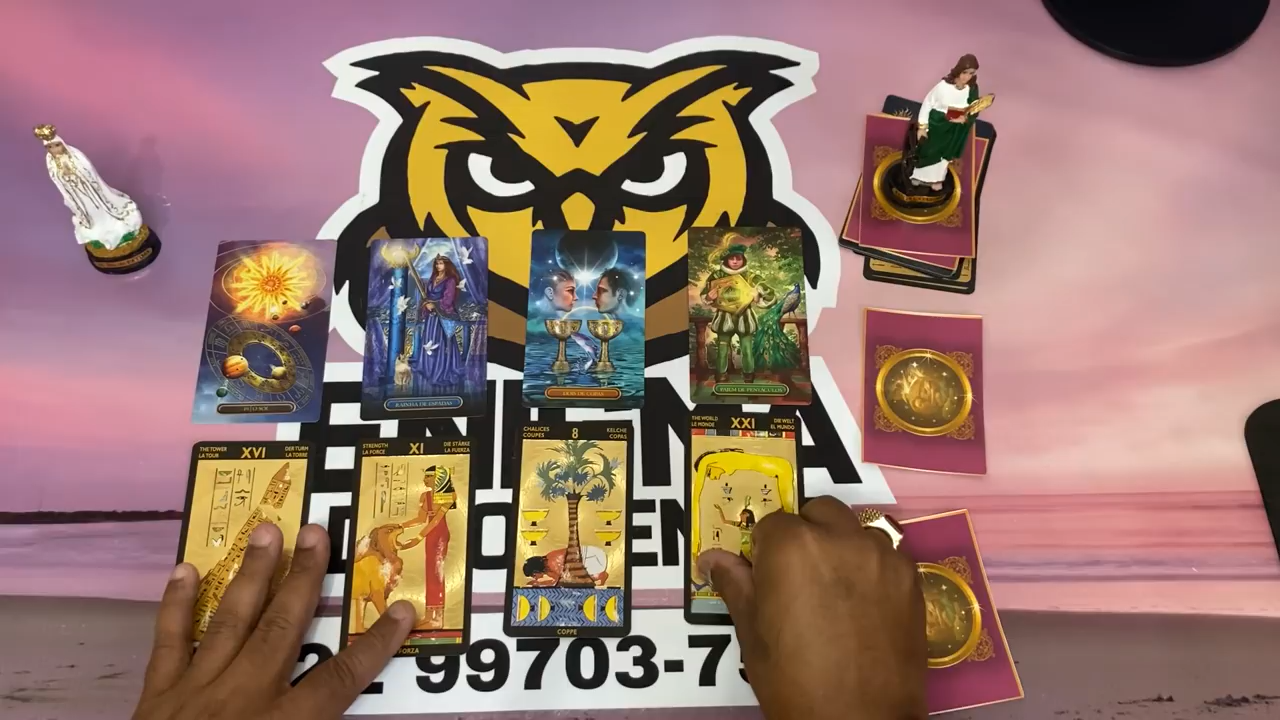 RAINHA DE ESPADAS
DOIS DE COPAS
PAJEM DE PENTÁCULOS
THE TOWER
LA TOUR
XVI
DER TURM
LA TORRE
STRENGTH
LA FORCE
XI
DIE STÄRKE
LA FUERZA
FORZA
CHALICES
COUPES
8
KELCHE
COPAS
COPPE
THE WORLD
LE MONDE
XXI
DIE WELT
EL MUNDO
99703-7